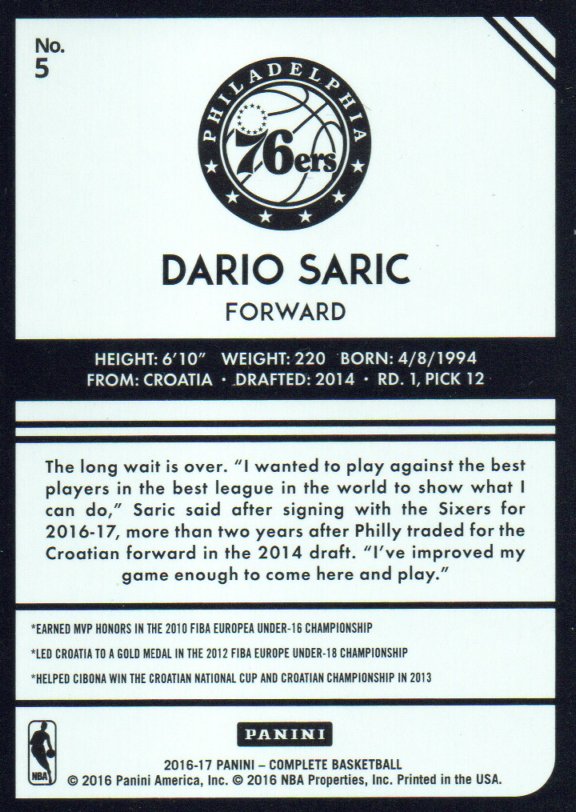 No.
5
PHILADELPHIA
76ers
DARIO SARIC
FORWARD
HEIGHT: 6'10" WEIGHT: 220 BORN: 4/8/1994
FROM: CROATIA · DRAFTED: 2014 · RD. 1, PICK 12
The long wait is over. "I wanted to play against the best
players in the best league in the world to show what I
can do," Saric said after signing with the Sixers for
2016-17, more than two years after Philly traded for the
Croatian forward in the 2014 draft. "I've improved my
game enough to come here and play."
*EARNED MVP HONORS IN THE 2010 FIBA EUROPEA UNDER-16 CHAMPIONSHIP
*LED CROATIA TO A GOLD MEDAL IN THE 2012 FIBA EUROPE UNDER-18 CHAMPIONSHIP
*HELPED CIBONA WIN THE CROATIAN NATIONAL CUP AND CROATIAN CHAMPIONSHIP IN 2013
PANINI
2016-17 PANINI – COMPLETE BASKETBALL
NBA © 2016 Panini America, Inc. © 2016 NBA Properties, Inc. Printed in the USA.